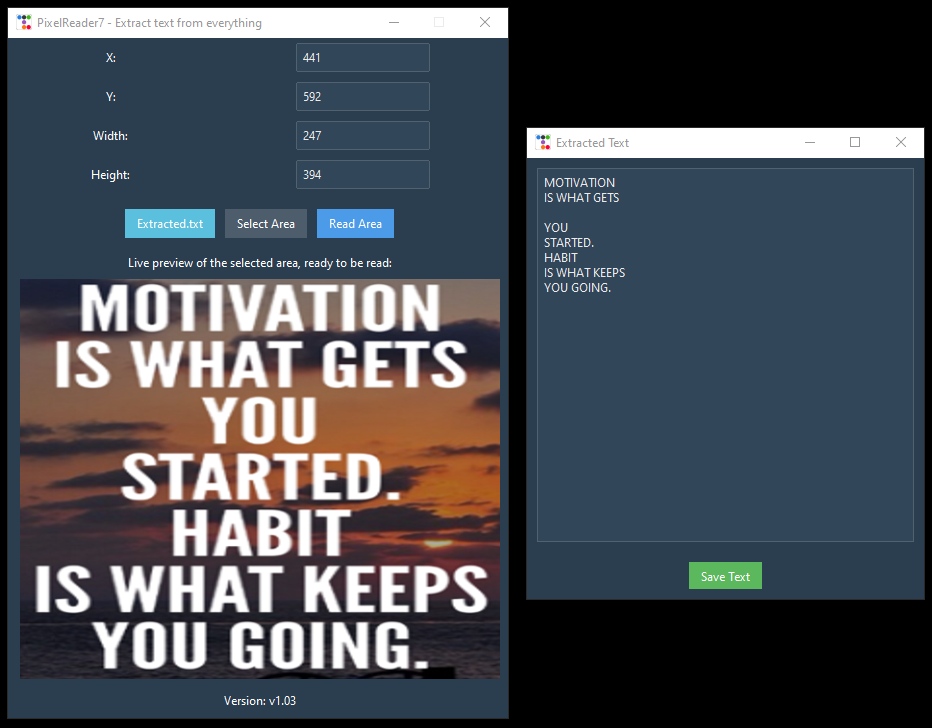 PixelReader7 - Extract text from everything
X:
441
Y:
592
Width:
247
Height:
394
Extracted.txt
Select Area
Read Area
Live preview of the selected area, ready to be read:
MOTIVATION
IS WHAT GETS
YOU
STARTED.
HABIT
IS WHAT KEEPS
YOU GOING.
Version: v1.03
Extracted Text
MOTIVATION
IS WHAT GETS
YOU
STARTED.
HABIT
IS WHAT KEEPS
YOU GOING.
Save Text